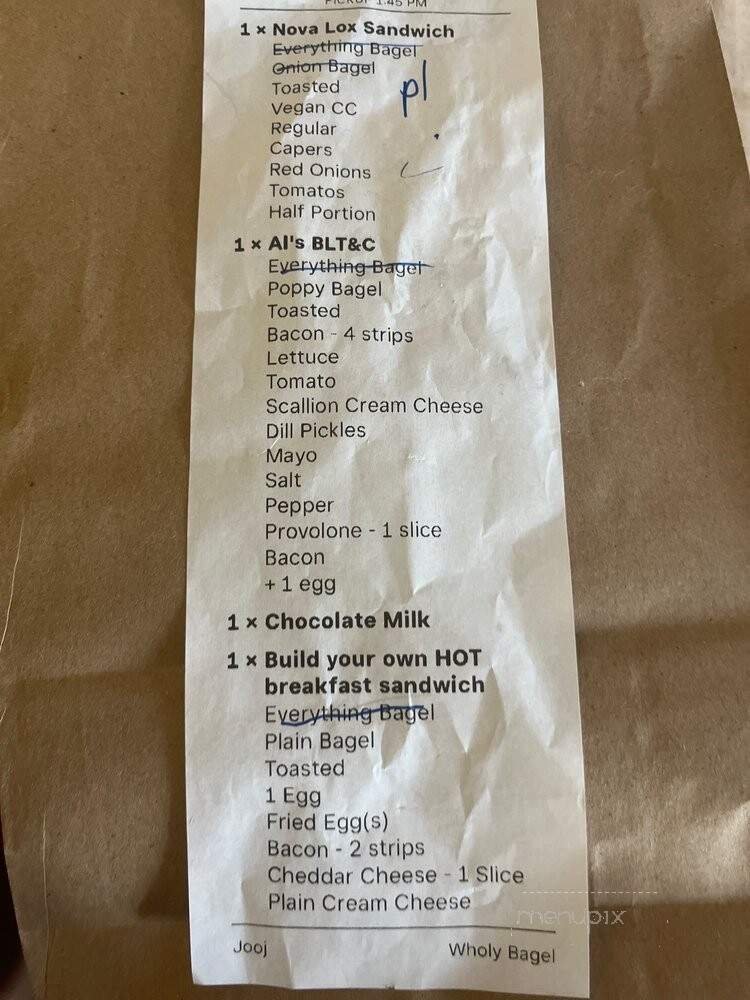 PICKUP 1:45 PM
1 × Nova Lox Sandwich
Everything Bagel
Onion Bagel
pl
Toasted
Vegan CC
Regular
Capers
Red Onions
Tomatos
Half Portion
1 × Al's BLT&C
Everything Bagel
Poppy Bagel
Toasted
Bacon - 4 strips
Lettuce
Tomato
Scallion Cream Cheese
Dill Pickles
Mayo
Salt
Pepper
Provolone - 1 slice
Bacon
+ 1 egg
1 × Chocolate Milk
1 × Build your own HOT
breakfast sandwich
Everything Bagel
Plain Bagel
Toasted
1 Egg
Fried Egg(s)
Bacon - 2 strips
Cheddar Cheese - 1 Slice
Plain Cream Cheese
menupix
Jooj Wholy Bagel